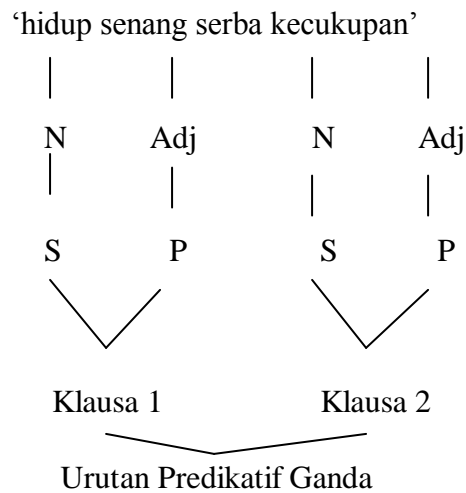 ‘hidup senang serba kecukupan’
N Adj N Adj
S P S P
Klausa 1 Klausa 2
Urutan Predikatif Ganda